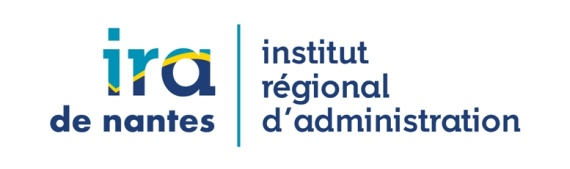 ira
de nantes
institut
régional
d'administration